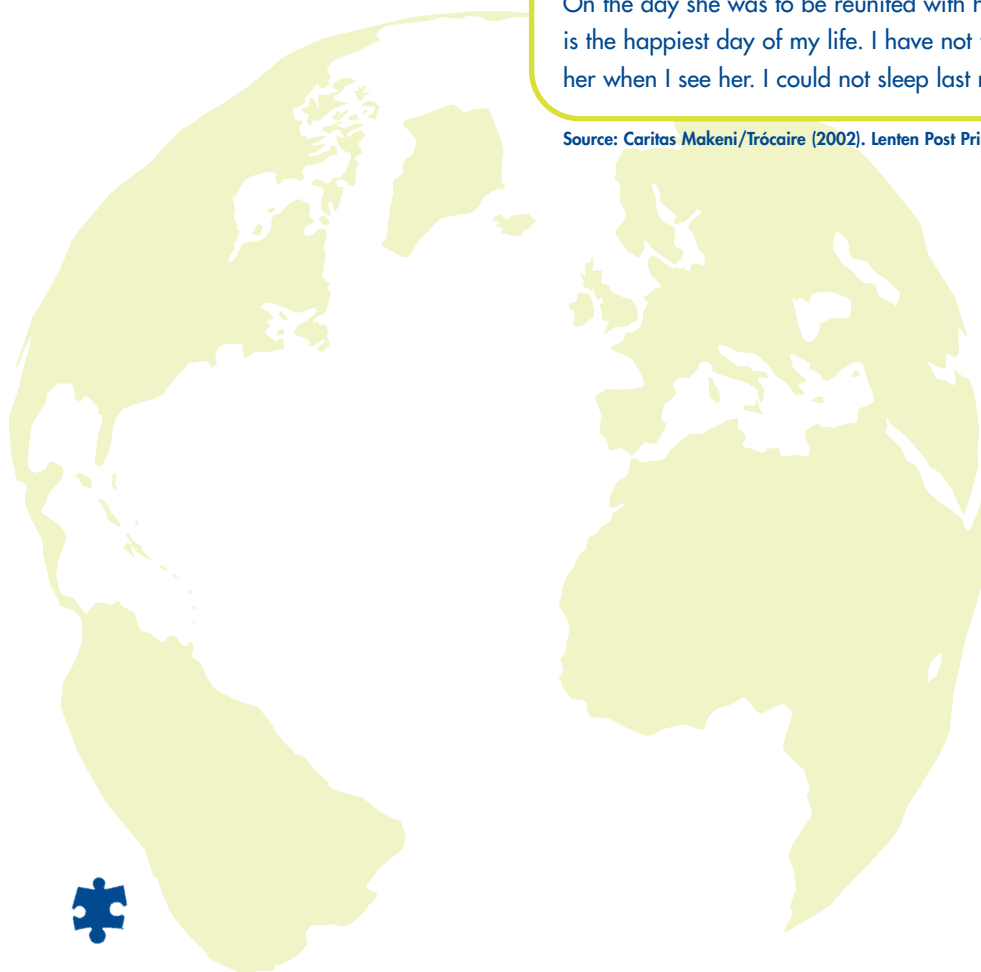 On the day she was to be reunited with
is the happiest day of my life. I have not
her when I see her. I could not sleep last
Source: Caritas Makeni/Trócaire (2002). Lenten Post